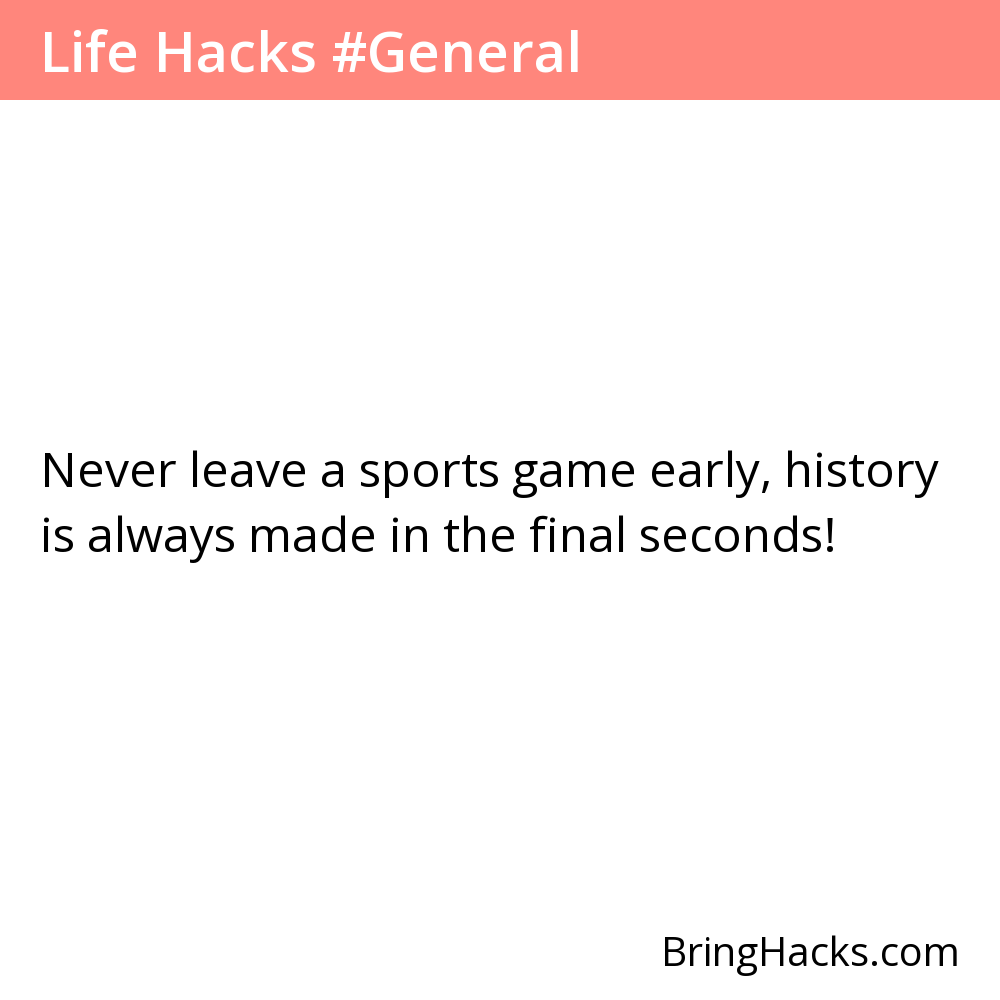 Life Hacks #General
Never leave a sports game early, history
is always made in the final seconds!
BringHacks.com